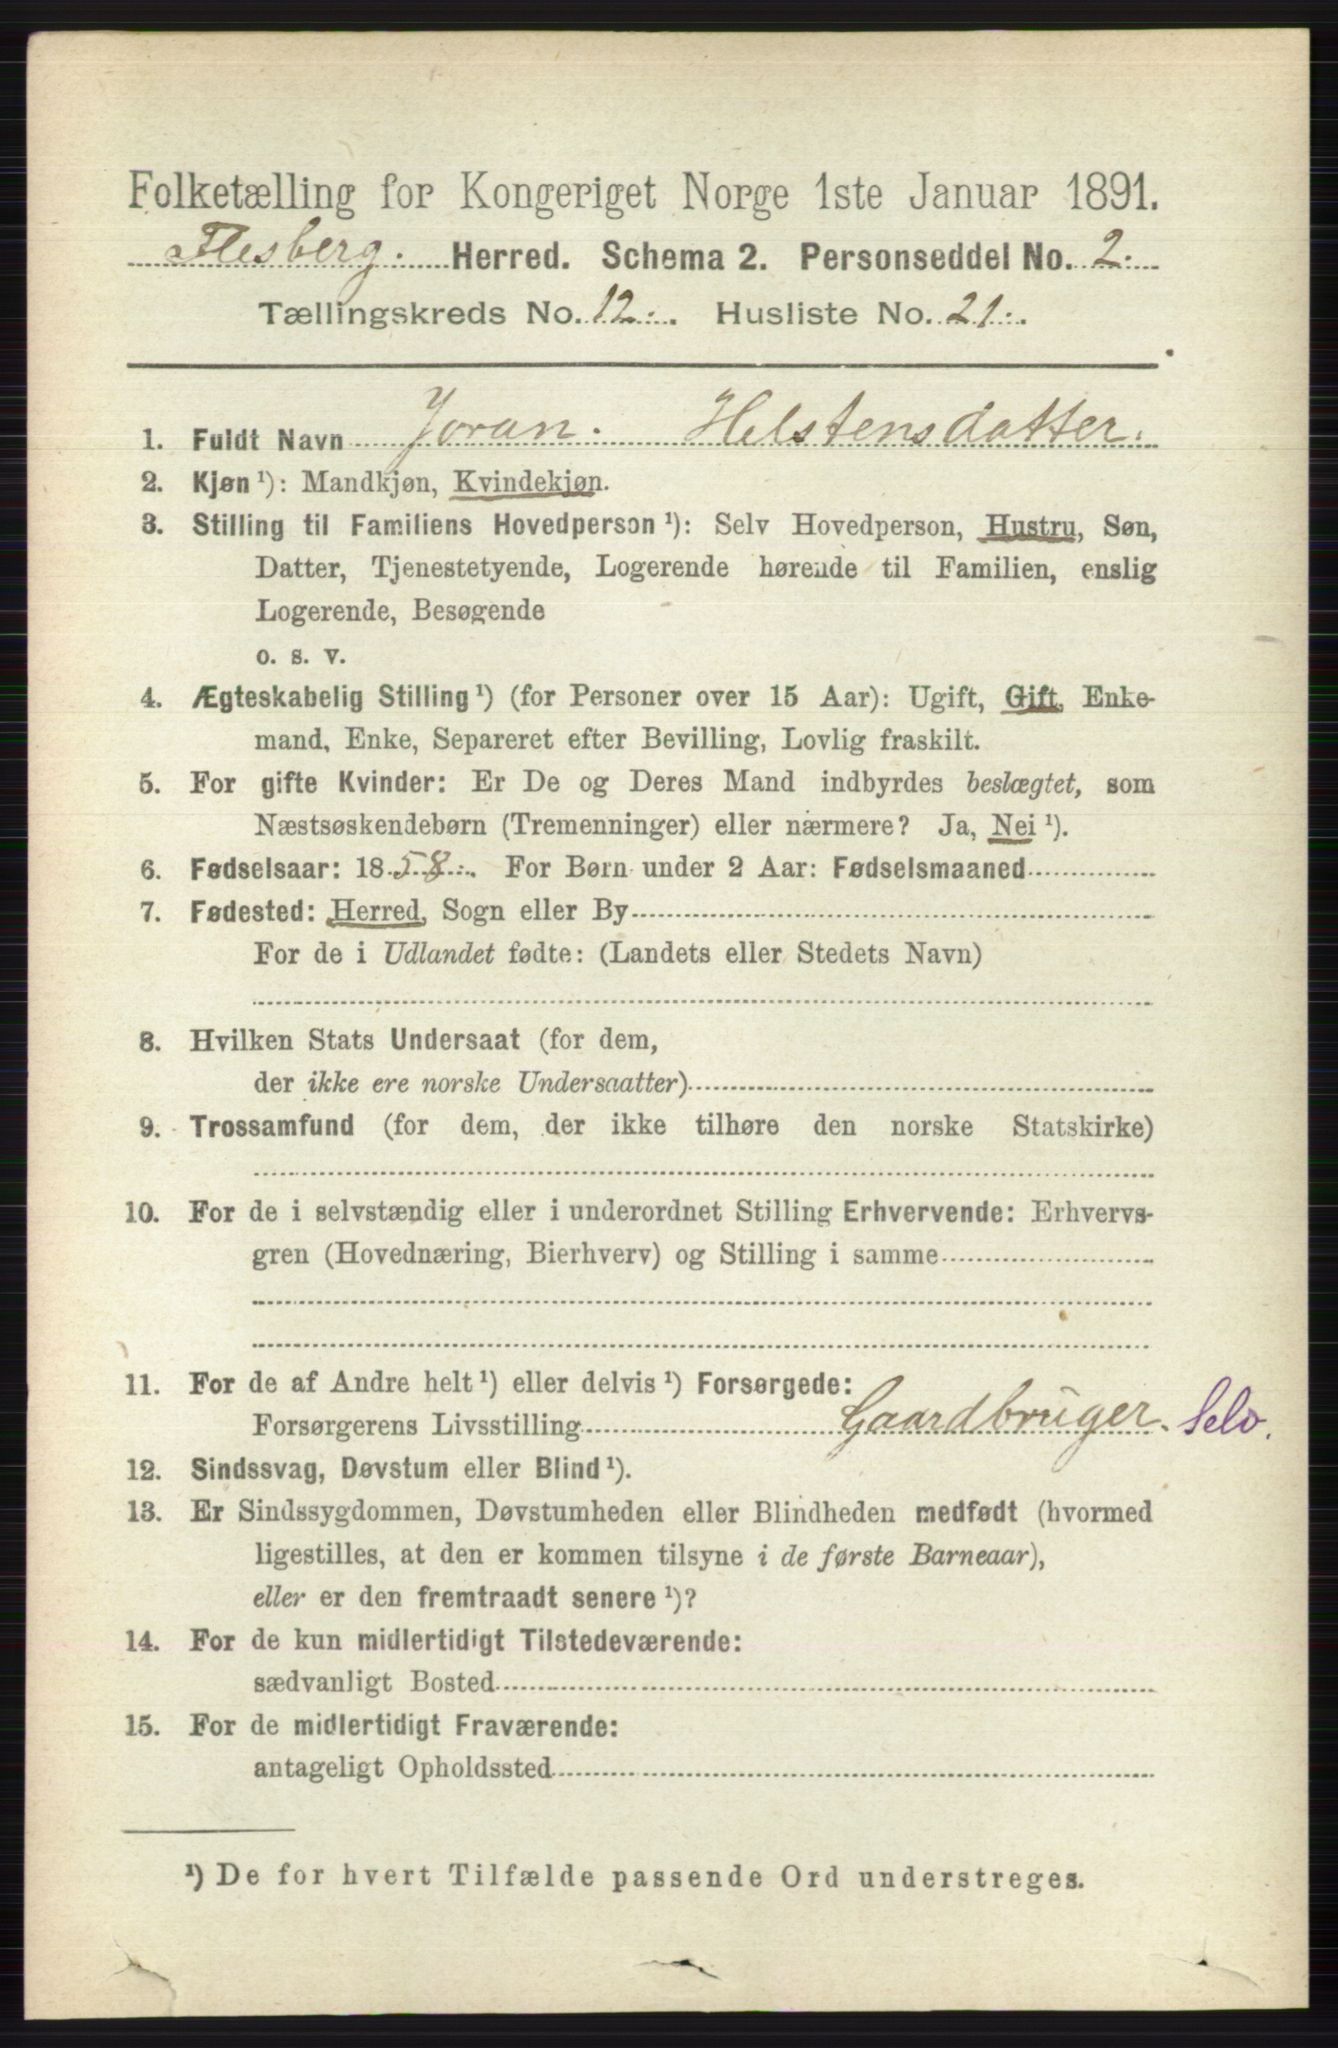 Folketælling for Kongeriget Norge 1ste Januar 1891.
Flesberg. Herred. Schema 2. Personseddel No. 2.
Tællingskreds No. 12. Husliste No. 21.
1. Fuldt Navn Joran. Helstensdatter.
2. Kjøn ¹): Mandkjøn, Kvindekjøn.
3. Stilling til Familiens Hovedperson ¹): Selv Hovedperson, Hustru, Søn,
Datter, Tjenestetyende, Logerende hørende til Familien, enslig
Logerende, Besøgende
o. s. v.
4. Ægteskabelig Stilling ¹) (for Personer over 15 Aar): Ugift, Gift, Enke-
mand, Enke, Separeret efter Bevilling, Lovlig fraskilt.
5. For gifte Kvinder: Er De og Deres Mand indbyrdes beslægtet, som
Næstsøskendebørn (Tremenninger) eller nærmere? Ja, Nei ¹).
6. Fødselsaar: 1858. For Børn under 2 Aar: Fødselsmaaned
7. Fødested: Herred, Sogn eller By
For de i Udlandet fødte: (Landets eller Stedets Navn)
8. Hvilken Stats Undersaat (for dem,
der ikke ere norske Undersaatter)
9. Trossamfund (for dem, der ikke tilhøre den norske Statskirke)
10. For de i selvstændig eller i underordnet Stilling Erhvervende: Erhvervs-
gren (Hovednæring, Bierhverv) og Stilling i samme
11. For de af Andre helt ¹) eller delvis ¹) Forsørgede:
Forsørgerens Livsstilling Gaardbruger. Selv.
12. Sindssvag, Døvstum eller Blind ¹).
13. Er Sindssygdommen, Døvstumheden eller Blindheden medfødt (hvormed
ligestilles, at den er kommen tilsyne i de første Barneaar),
eller er den fremtraadt senere ¹)?
14. For de kun midlertidigt Tilstedeværende:
sædvanligt Bosted
15. For de midlertidigt Fraværende:
antageligt Opholdssted
¹) De for hvert Tilfælde passende Ord understreges.